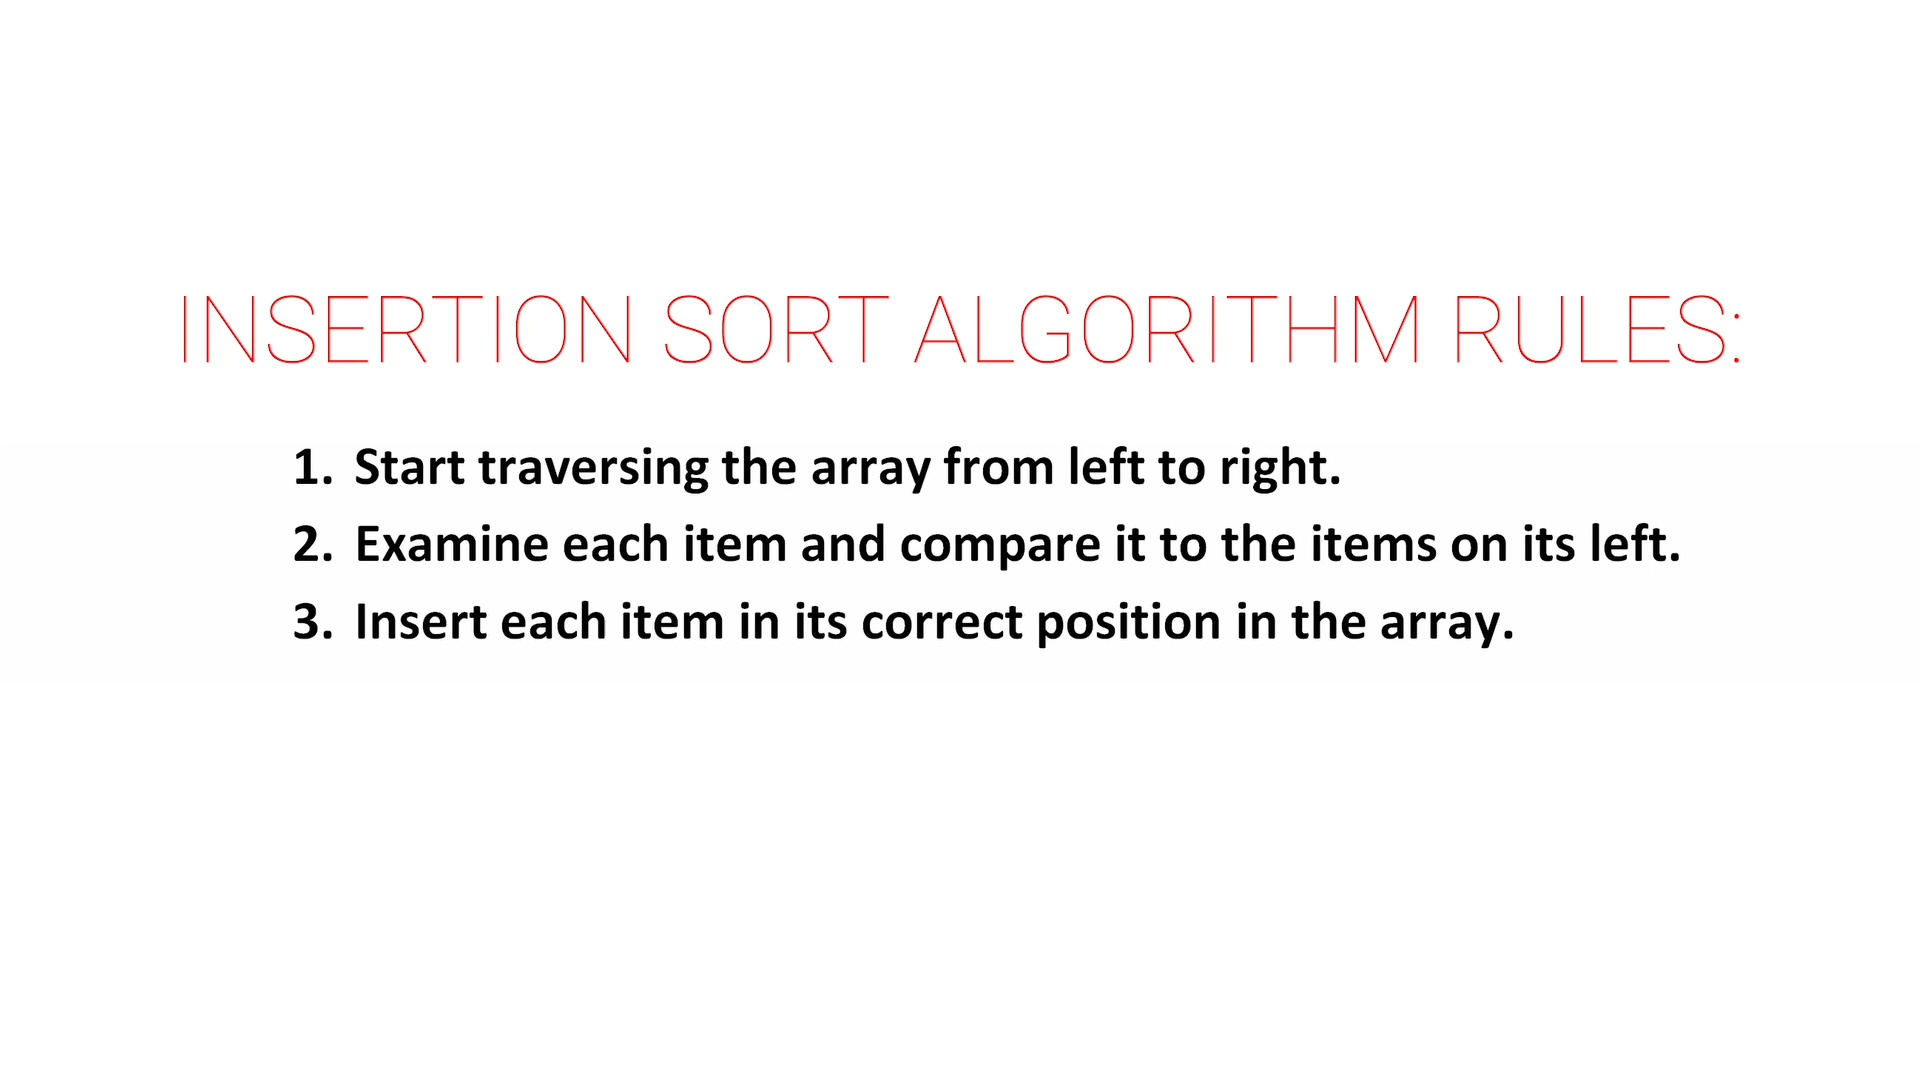 INSERTION SORT ALGORITHM RULES:
1. Start traversing the array from left to right.
2. Examine each item and compare it to the items on its left.
3. Insert each item in its correct position in the array.